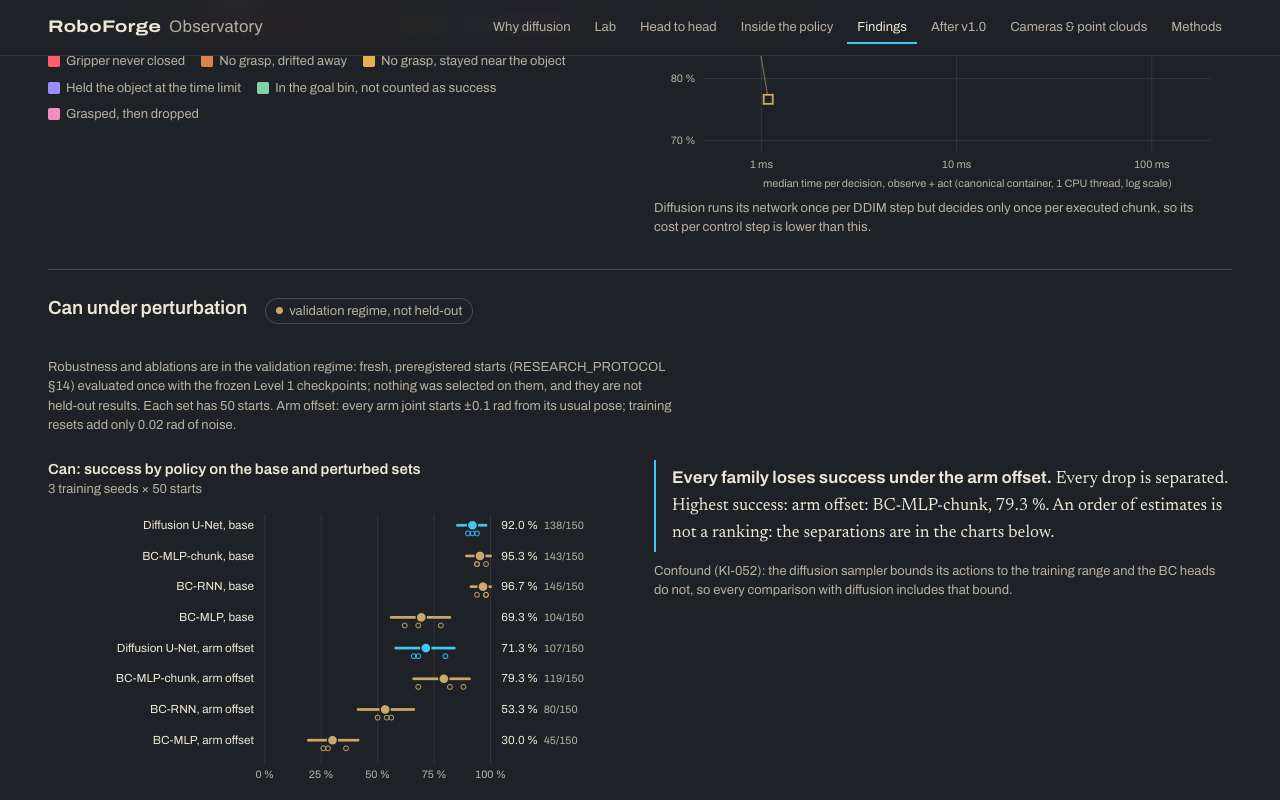 RoboForge Observatory
Why diffusion Lab Head to head Inside the policy Findings After v1.0 Cameras & point clouds Methods
Gripper never closed No grasp, drifted away No grasp, stayed near the object
Held the object at the time limit In the goal bin, not counted as success
Grasped, then dropped
80 %
70 %
1 ms 10 ms 100 ms
median time per decision, observe + act (canonical container, 1 CPU thread, log scale)
Diffusion runs its network once per DDIM step but decides only once per executed chunk, so its
cost per control step is lower than this.
Can under perturbation validation regime, not held-out
Robustness and ablations are in the validation regime: fresh, preregistered starts (RESEARCH_PROTOCOL
§14) evaluated once with the frozen Level 1 checkpoints; nothing was selected on them, and they are not
held-out results. Each set has 50 starts. Arm offset: every arm joint starts ±0.1 rad from its usual pose; training
resets add only 0.02 rad of noise.
Can: success by policy on the base and perturbed sets
3 training seeds × 50 starts
Diffusion U-Net, base 92.0 % 138/150
BC-MLP-chunk, base 95.3 % 143/150
BC-RNN, base 96.7 % 145/150
BC-MLP, base 69.3 % 104/150
Diffusion U-Net, arm offset 71.3 % 107/150
BC-MLP-chunk, arm offset 79.3 % 119/150
BC-RNN, arm offset 53.3 % 80/150
BC-MLP, arm offset 30.0 % 45/150
0 % 25 % 50 % 75 % 100 %
Every family loses success under the arm offset. Every drop is separated.
Highest success: arm offset: BC-MLP-chunk, 79.3 %. An order of estimates is
not a ranking: the separations are in the charts below.
Confound (KI-052): the diffusion sampler bounds its actions to the training range and the BC heads
do not, so every comparison with diffusion includes that bound.